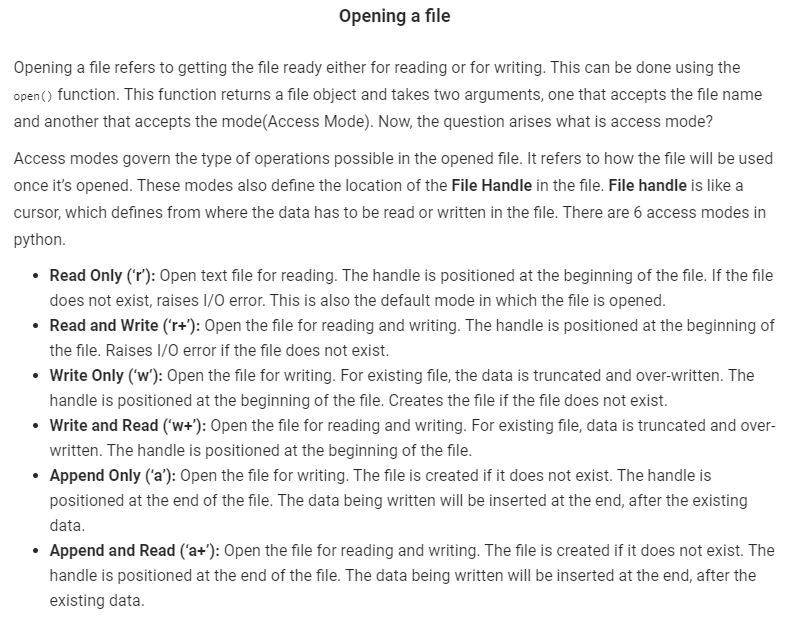 Opening a file
Opening a file refers to getting the file ready either for reading or for writing. This can be done using the
open() function. This function returns a file object and takes two arguments, one that accepts the file name
and another that accepts the mode(Access Mode). Now, the question arises what is access mode?
Access modes govern the type of operations possible in the opened file. It refers to how the file will be used
once it’s opened. These modes also define the location of the File Handle in the file. File handle is like a
cursor, which defines from where the data has to be read or written in the file. There are 6 access modes in
python.
• Read Only (‘r’): Open text file for reading. The handle is positioned at the beginning of the file. If the file
does not exist, raises I/O error. This is also the default mode in which the file is opened.
• Read and Write (‘r+’): Open the file for reading and writing. The handle is positioned at the beginning of
the file. Raises I/O error if the file does not exist.
• Write Only (‘w’): Open the file for writing. For existing file, the data is truncated and over-written. The
handle is positioned at the beginning of the file. Creates the file if the file does not exist.
• Write and Read (‘w+’): Open the file for reading and writing. For existing file, data is truncated and over-
written. The handle is positioned at the beginning of the file.
• Append Only (‘a’): Open the file for writing. The file is created if it does not exist. The handle is
positioned at the end of the file. The data being written will be inserted at the end, after the existing
data.
• Append and Read (‘a+’): Open the file for reading and writing. The file is created if it does not exist. The
handle is positioned at the end of the file. The data being written will be inserted at the end, after the
existing data.